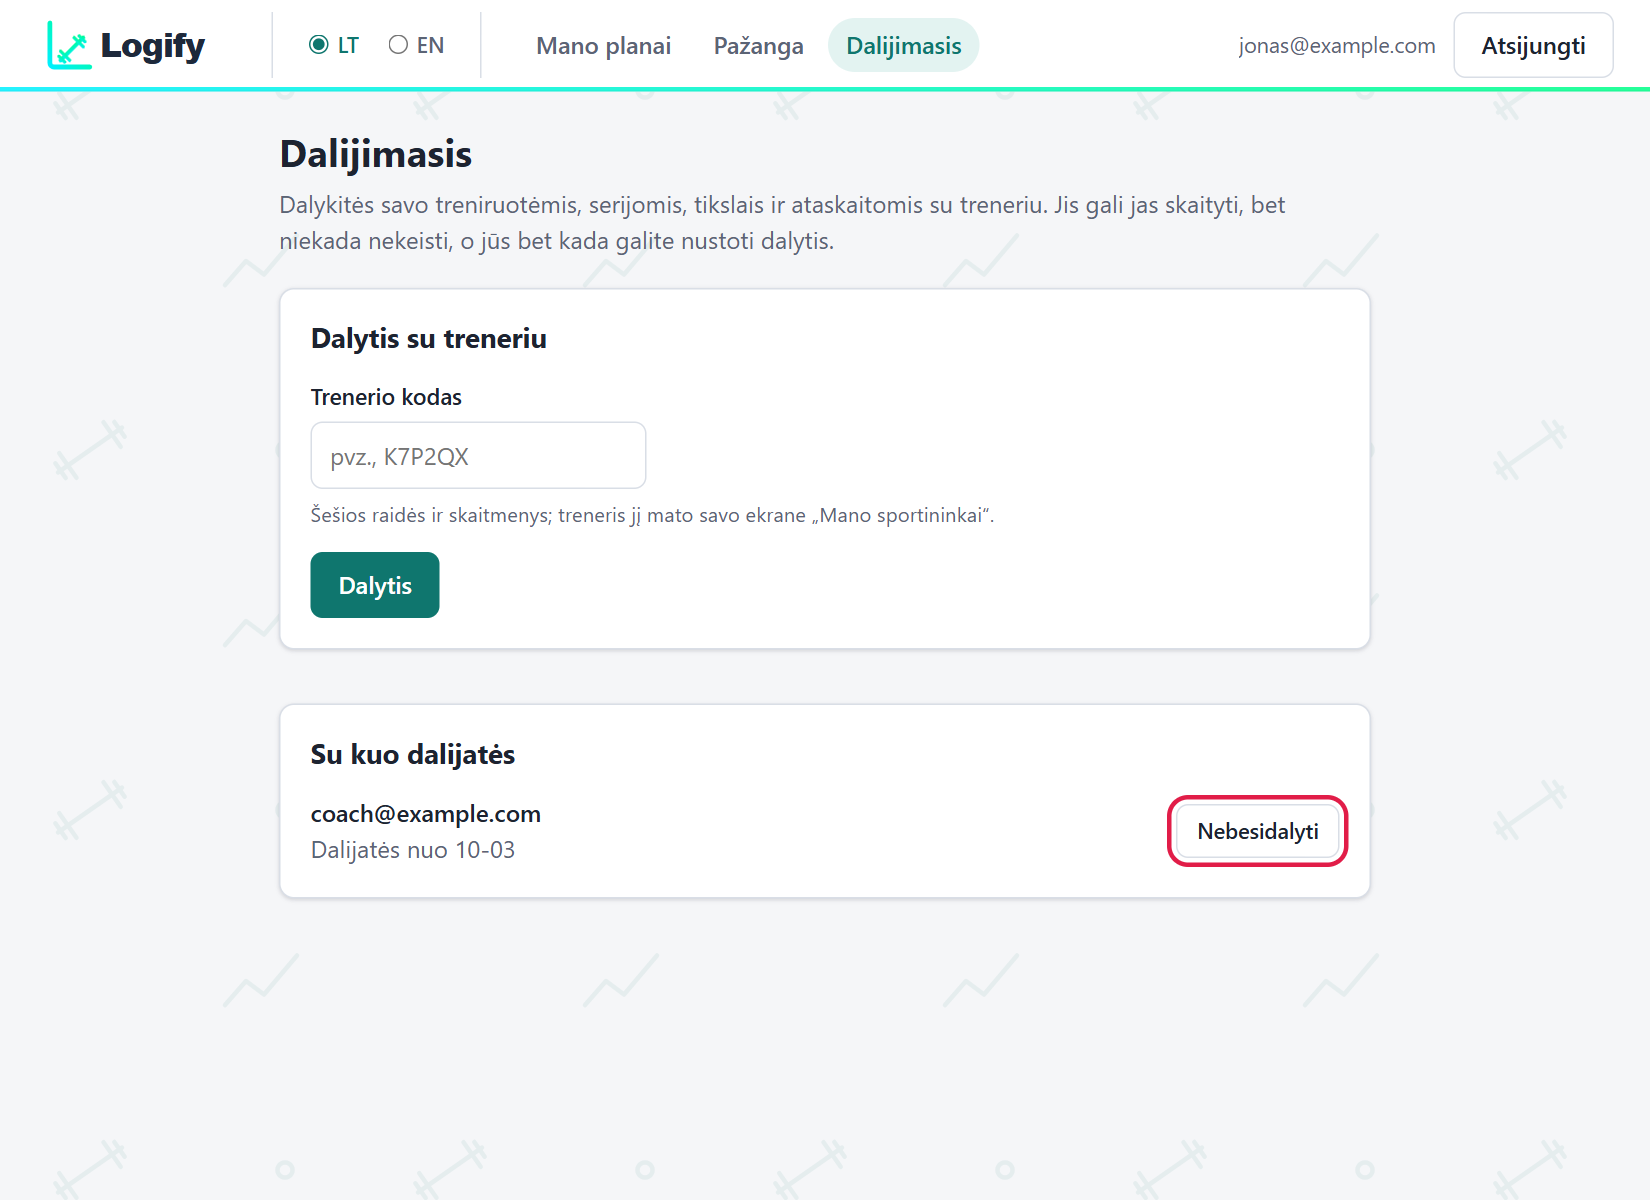 Logify
LT
EN
Mano planai
Pažanga
Dalijimasis
jonas@example.com
Atsijungti
Dalijimasis
Dalykitės savo treniruotėmis, serijomis, tikslais ir ataskaitomis su treneriu. Jis gali jas skaityti, bet
niekada nekeisti, o jūs bet kada galite nustoti dalytis.
Dalytis su treneriu
Trenerio kodas
pvz., K7P2QX
Šešios raidės ir skaitmenys; treneris jį mato savo ekrane „Mano sportininkai“.
Dalytis
Su kuo dalijatės
coach@example.com
Dalijatės nuo 10-03
Nebesidalyti